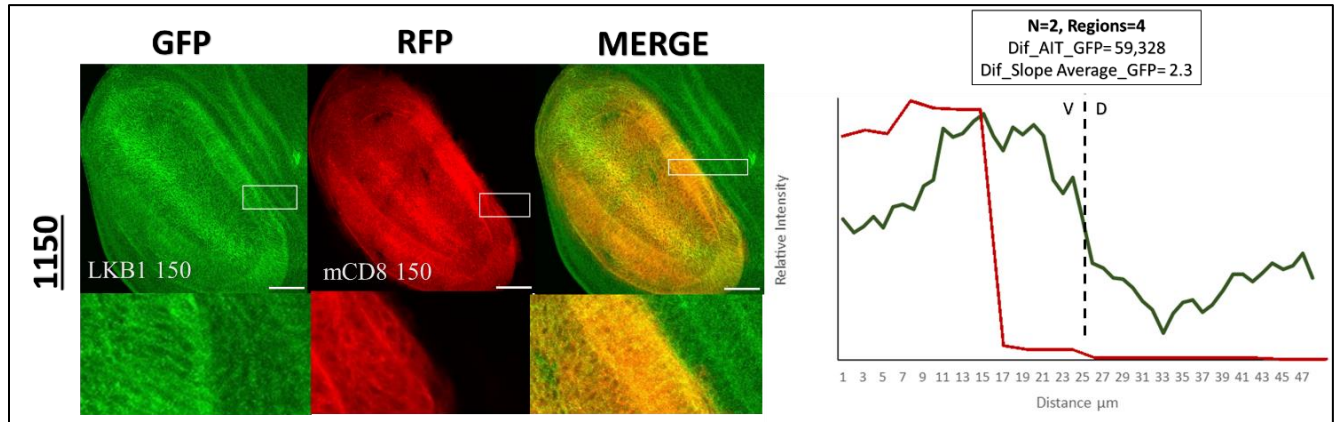 GFP
RFP
MERGE
1150
LKB1 150
mCD8 150
N=2, Regions=4
Dif_AIT_GFP= 59,328
Dif_Slope Average_GFP= 2.3
V D
Relative Intensity
1 3 5 7 9 11 13 15 17 19 21 23 25 27 29 31 33 35 37 39 41 43 45 47
Distance µm